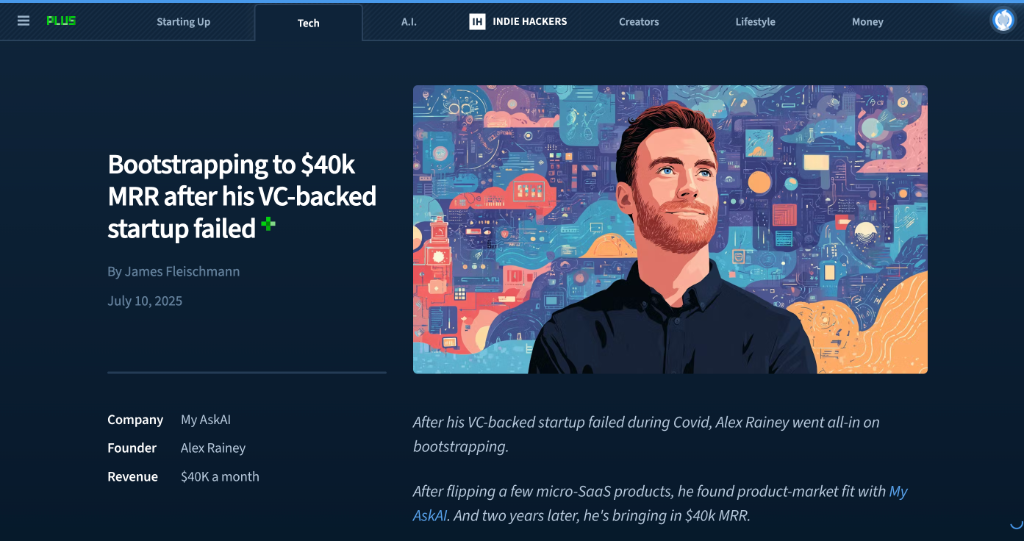 PLUS
Starting Up
Tech
A.I.
IH INDIE HACKERS
Creators
Lifestyle
Money
Bootstrapping to $40k
MRR after his VC-backed
startup failed
By James Fleischmann
July 10, 2025
Company My AskAI
Founder Alex Rainey
Revenue $40K a month
After his VC-backed startup failed during Covid, Alex Rainey went all-in on
bootstrapping.
After flipping a few micro-SaaS products, he found product-market fit with My
AskAI. And two years later, he's bringing in $40k MRR.